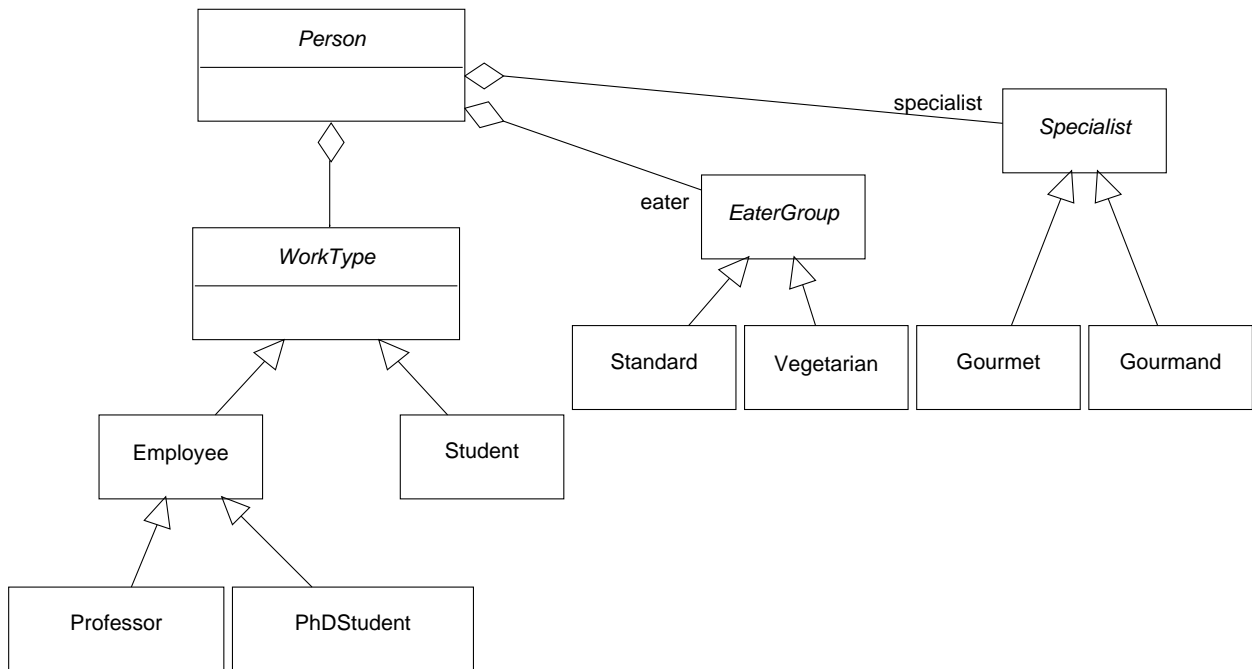 Person
specialist
Specialist
eater
EaterGroup
WorkType
Standard
Vegetarian
Gourmet
Gourmand
Employee
Student
Professor
PhDStudent